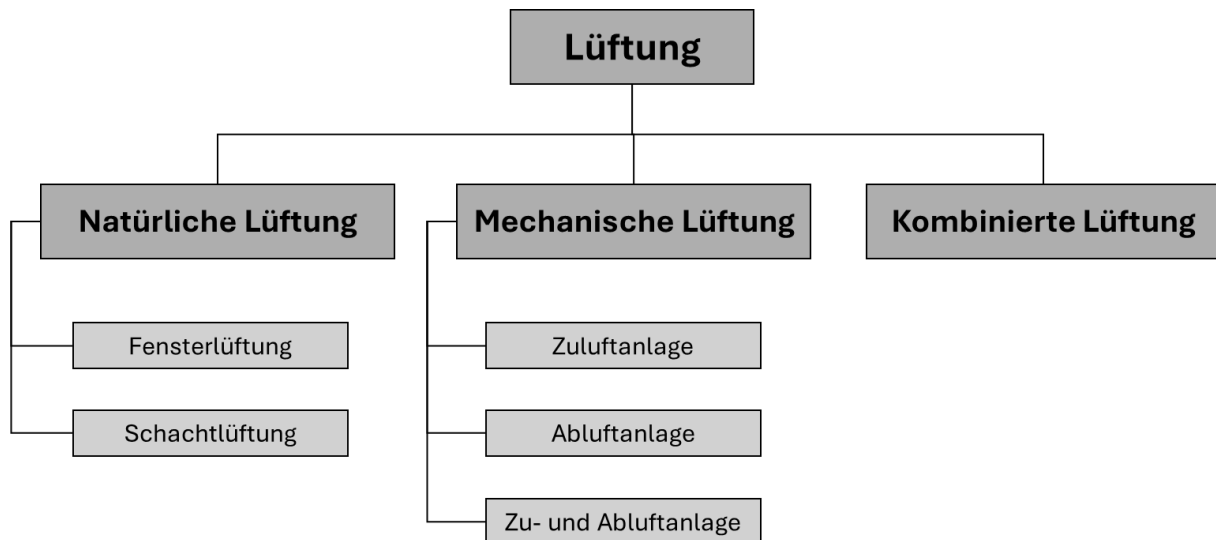 Lüftung
Natürliche Lüftung
Mechanische Lüftung
Kombinierte Lüftung
Fensterlüftung
Zuluftanlage
Schachtlüftung
Abluftanlage
Zu- und Abluftanlage